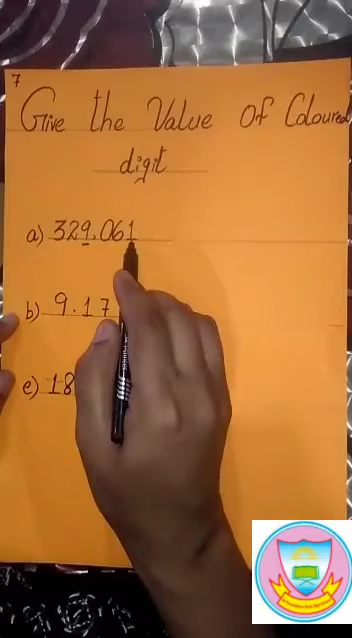 7
Give the Value Of Coloured
digit
a) 329.061
b) 9.17
e) 18